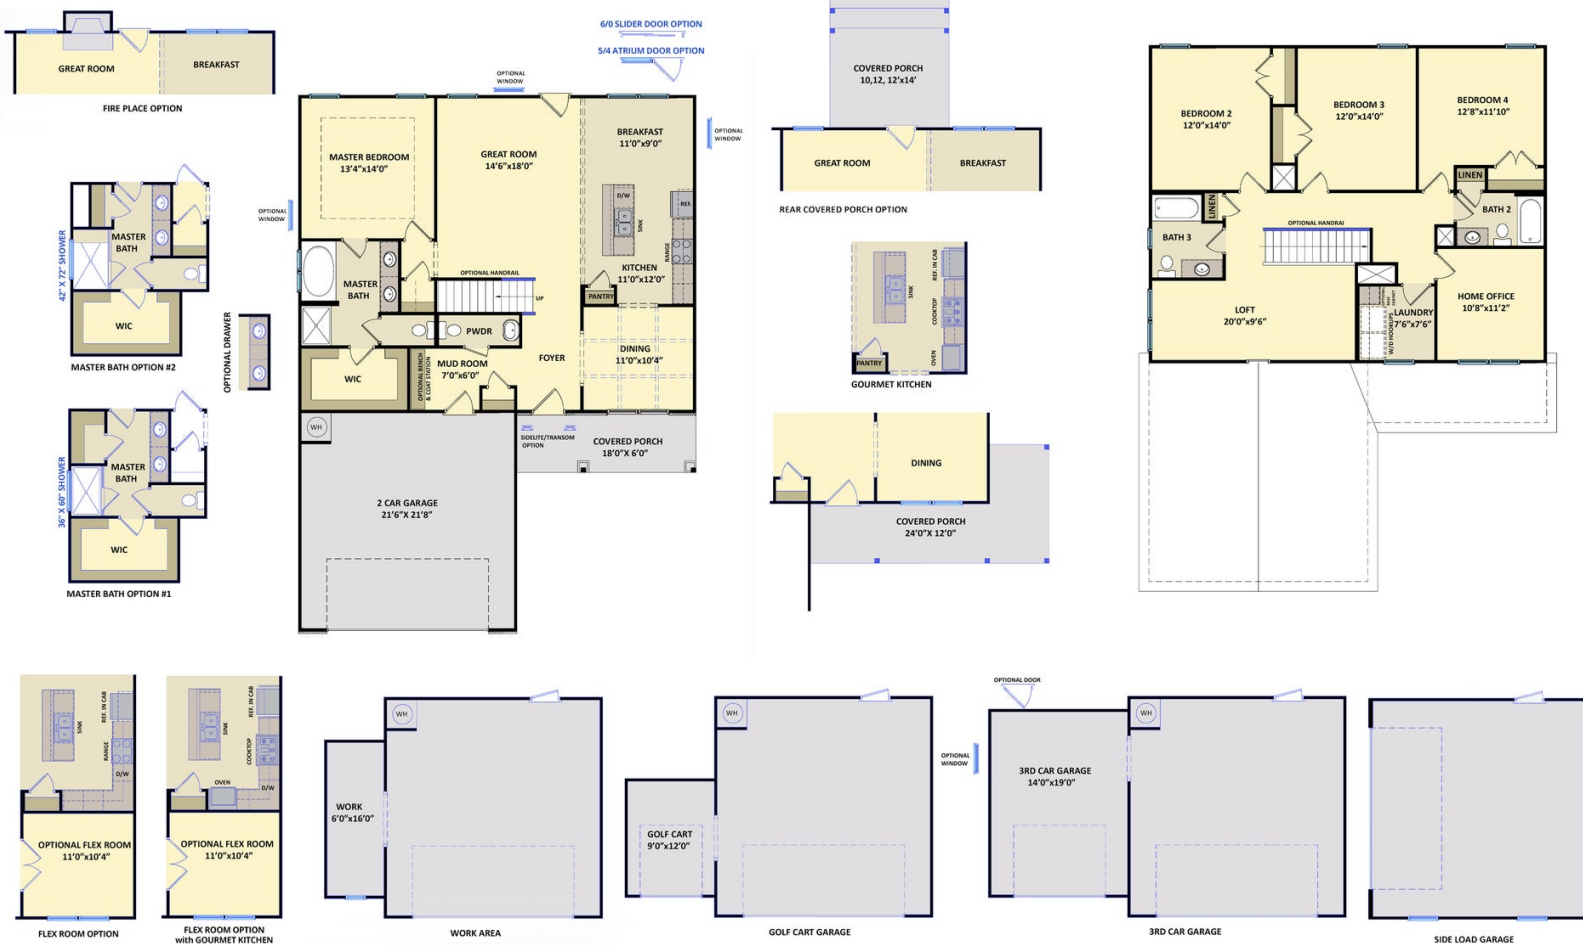 GREAT ROOM
BREAKFAST
FIRE PLACE OPTION
42" X 72" SHOWER
MASTER
BATH
WIC
MASTER BATH OPTION #2
OPTIONAL DRAWER
36" X 60" SHOWER
MASTER
BATH
WIC
MASTER BATH OPTION #1
6/0 SLIDER DOOR OPTION
5/4 ATRIUM DOOR OPTION
OPTIONAL
WINDOW
OPTIONAL
WINDOW
OPTIONAL
WINDOW
MASTER BEDROOM
13'4"x14'0"
GREAT ROOM
14'6"x18'0"
BREAKFAST
11'0"x9'0"
D/W
SINK
REF.
RANGE
KITCHEN
11'0"x12'0"
PANTRY
MASTER
BATH
OPTIONAL HANDRAIL
UP
PWDR
FOYER
DINING
11'0"x10'4"
WIC
OPTIONAL BENCH
& COAT STATION
MUD ROOM
7'0"x6'0"
WH
SIDELITE/TRANSOM
OPTION
COVERED PORCH
18'0"X 6'0"
2 CAR GARAGE
21'6"X 21'8"
COVERED PORCH
10,12, 12'x14'
GREAT ROOM
BREAKFAST
REAR COVERED PORCH OPTION
SINK
REF. IN CAB
COOKTOP
OVEN
PANTRY
GOURMET KITCHEN
DINING
COVERED PORCH
24'0"X 12'0"
BEDROOM 2
12'0"x14'0"
BEDROOM 3
12'0"x14'0"
BEDROOM 4
12'8"x11'10"
LINEN
LINEN
BATH 2
BATH 3
OPTIONAL HANDRAI
LOFT
20'0"x9'6"
W/D HOOKUPS
LAUNDRY
7'6"x7'6"
HOME OFFICE
10'8"x11'2"
SINK
REF. IN CAB
RANGE
D/W
OPTIONAL FLEX ROOM
11'0"x10'4"
FLEX ROOM OPTION
SINK
REF. IN CAB
COOKTOP
OVEN
D/W
OPTIONAL FLEX ROOM
11'0"x10'4"
FLEX ROOM OPTION
with GOURMET KITCHEN
WH
WORK
6'0"x16'0"
WORK AREA
WH
GOLF CART
9'0"x12'0"
GOLF CART GARAGE
OPTIONAL DOOR
OPTIONAL
WINDOW
WH
3RD CAR GARAGE
14'0"x19'0"
3RD CAR GARAGE
SIDE LOAD GARAGE